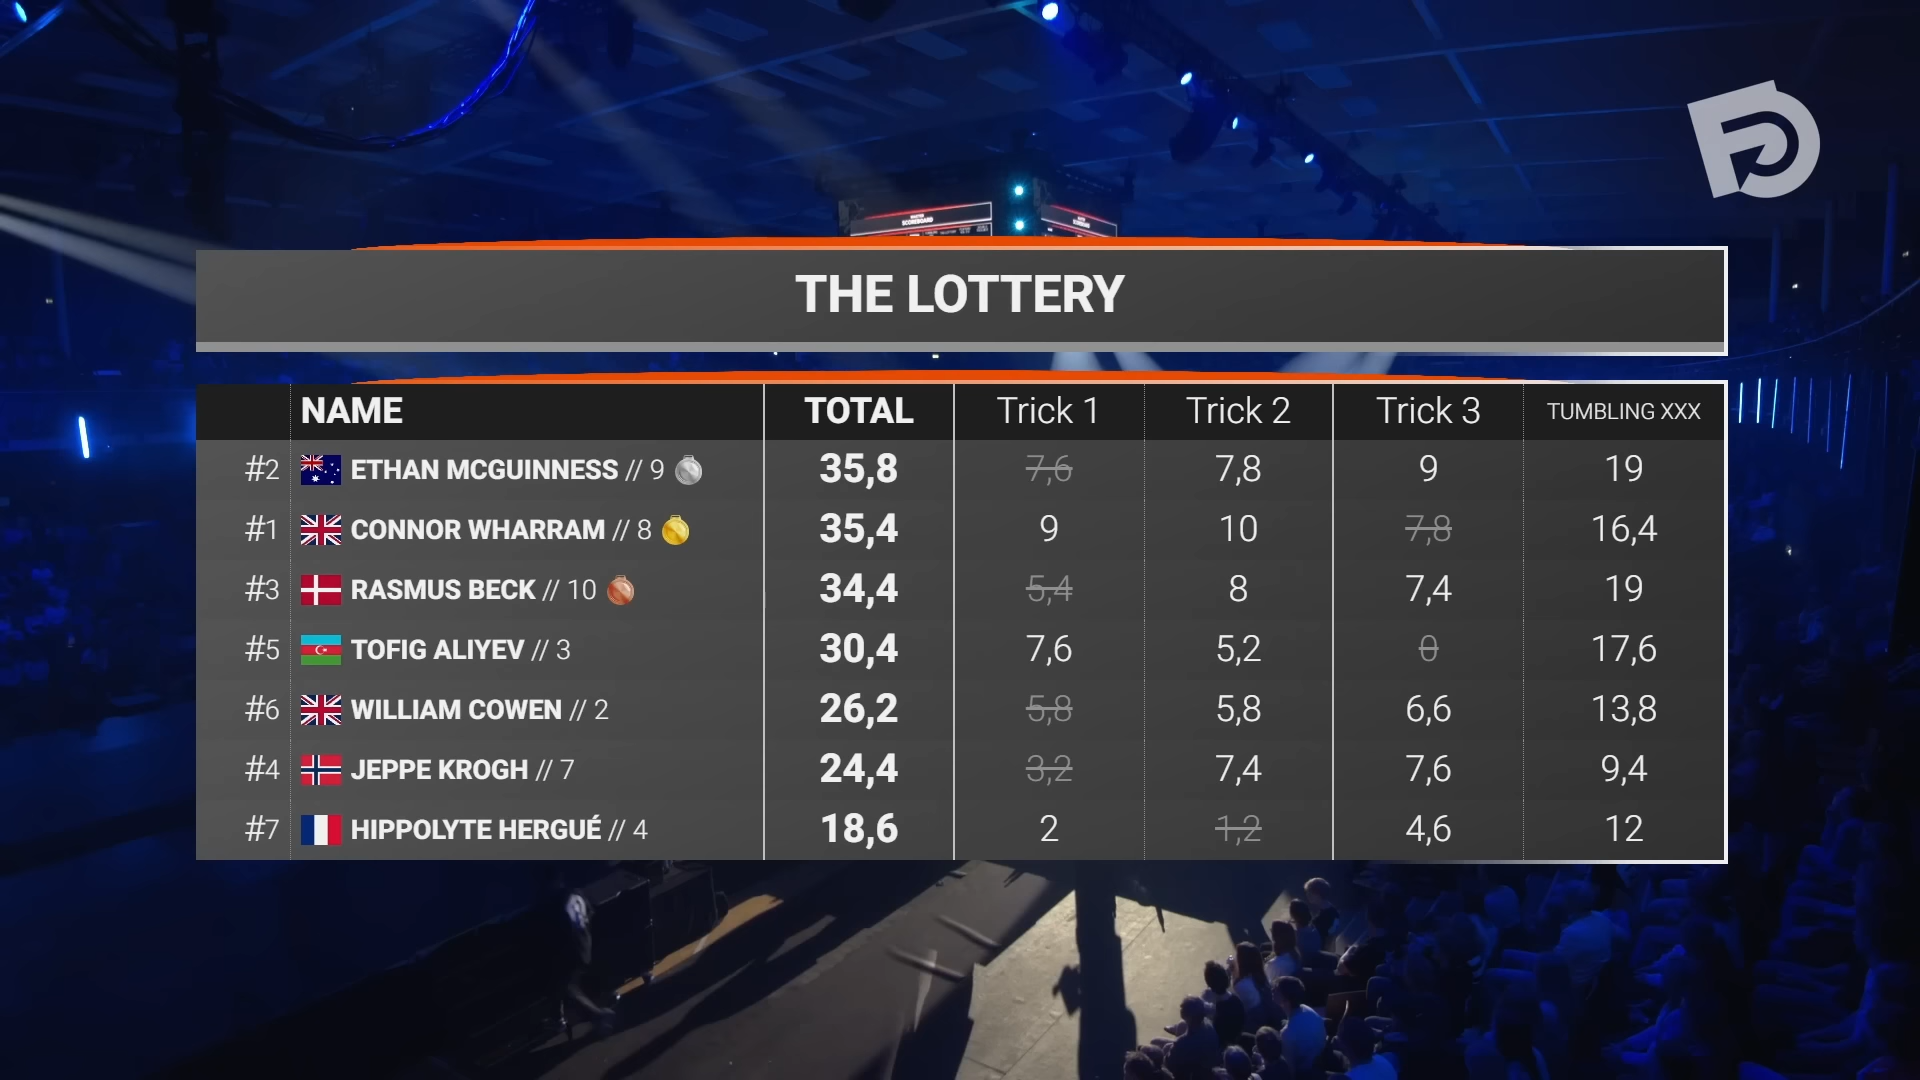 SCOREBOARD
THE LOTTERY
NAME TOTAL Trick 1 Trick 2 Trick 3 TUMBLING XXX
#2 ETHAN MCGUINNESS // 9 35,8 7,6 7,8 9 19
#1 CONNOR WHARRAM // 8 35,4 9 10 7,8 16,4
#3 RASMUS BECK // 10 34,4 5,4 8 7,4 19
#5 TOFIG ALIYEV // 3 30,4 7,6 5,2 0 17,6
#6 WILLIAM COWEN // 2 26,2 5,8 5,8 6,6 13,8
#4 JEPPE KROGH // 7 24,4 3,2 7,4 7,6 9,4
#7 HIPPOLYTE HERGUÉ // 4 18,6 2 1,2 4,6 12